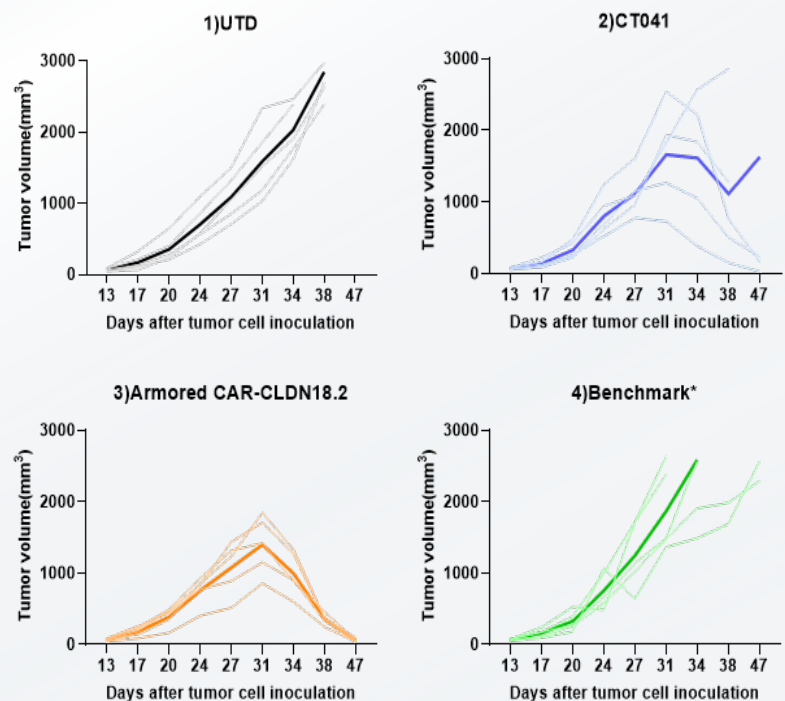 1)UTD
Tumor volume(mm³)
3000
2000
1000
0
13 17 20 24 27 31 34 38 47
Days after tumor cell inoculation
2)CT041
Tumor volume(mm³)
3000
2000
1000
0
13 17 20 24 27 31 34 38 47
Days after tumor cell inoculation
3)Armored CAR-CLDN18.2
Tumor volume(mm³)
3000
2000
1000
0
13 17 20 24 27 31 34 38 47
Days after tumor cell inoculation
4)Benchmark*
Tumor volume(mm³)
3000
2000
1000
0
13 17 20 24 27 31 34 38 47
Days after tumor cell inoculation